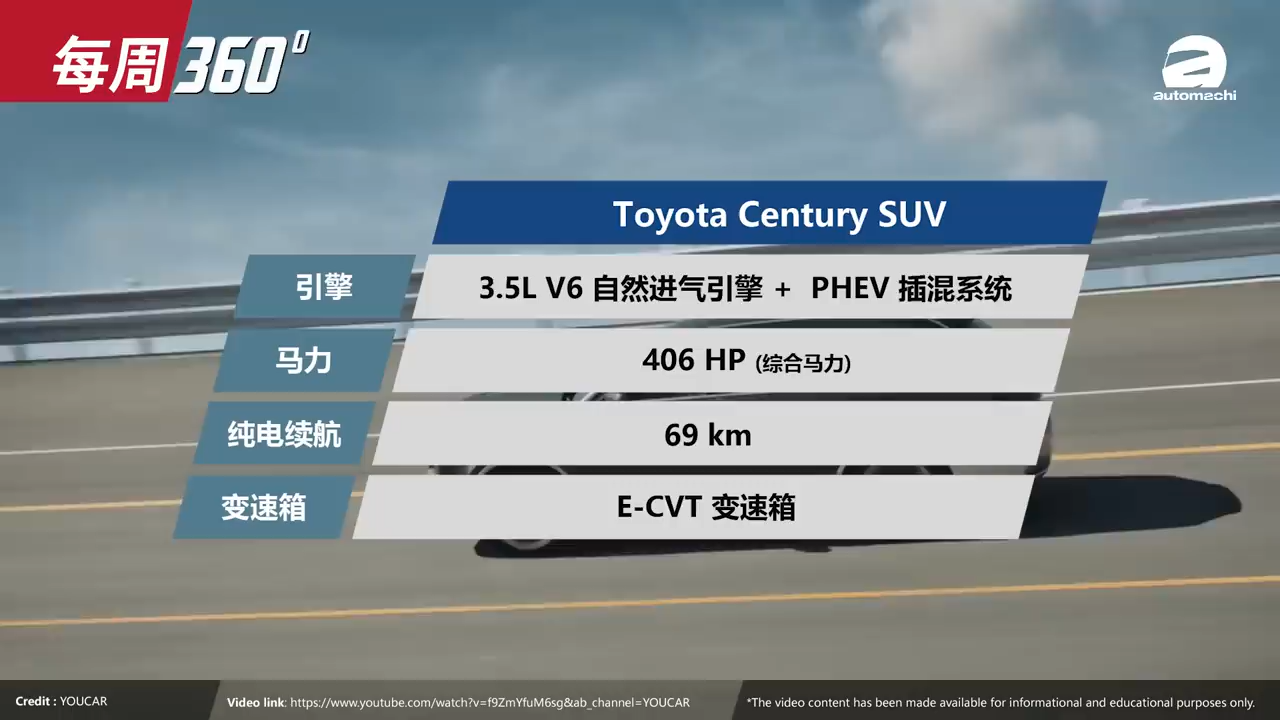 每周360°
automachi
Toyota Century SUV
引擎 3.5L V6 自然进气引擎 + PHEV 插混系统
马力 406 HP (综合马力)
纯电续航 69 km
变速箱 E-CVT 变速箱
Credit : YOUCAR
Video link: https://www.youtube.com/watch?v=f9ZmYfuM6sg&ab_channel=YOUCAR
*The video content has been made available for informational and educational purposes only.